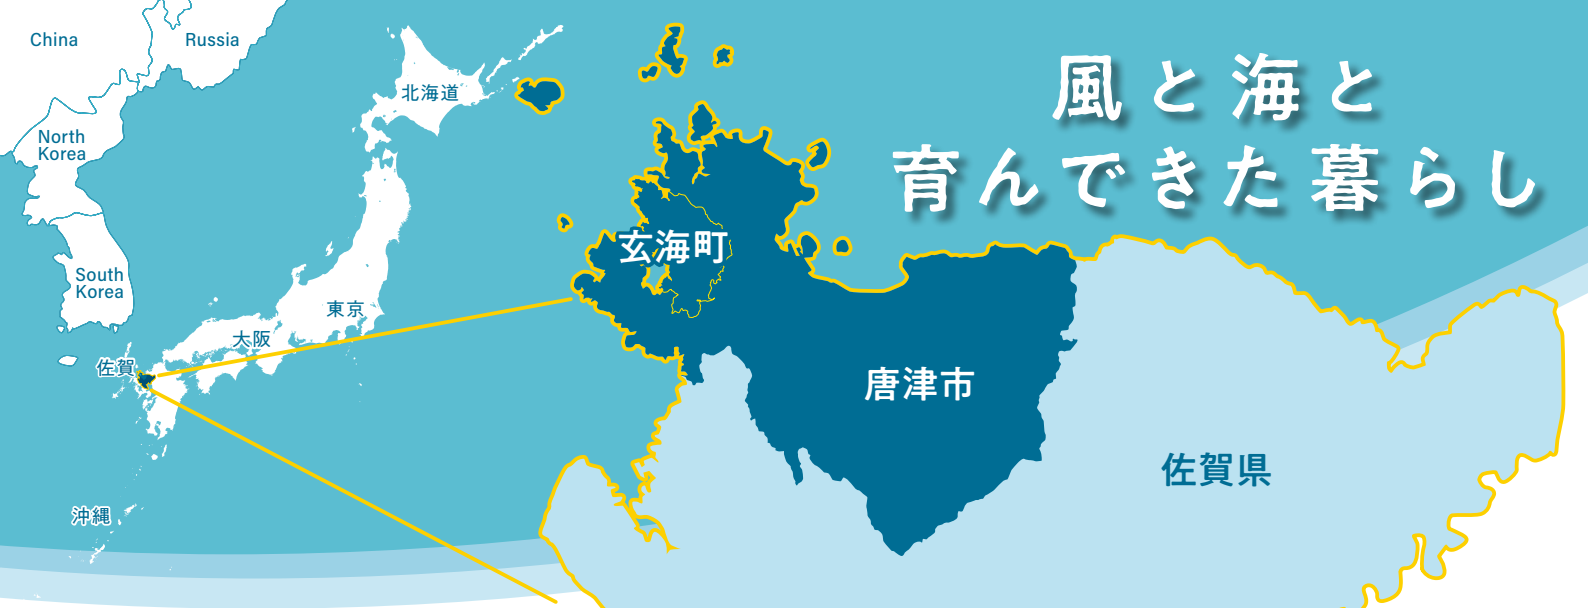 風と海と
育んできた暮らし
China
Russia
North
Korea
South
Korea
北海道
東京
大阪
佐賀
沖縄
玄海町
唐津市
佐賀県